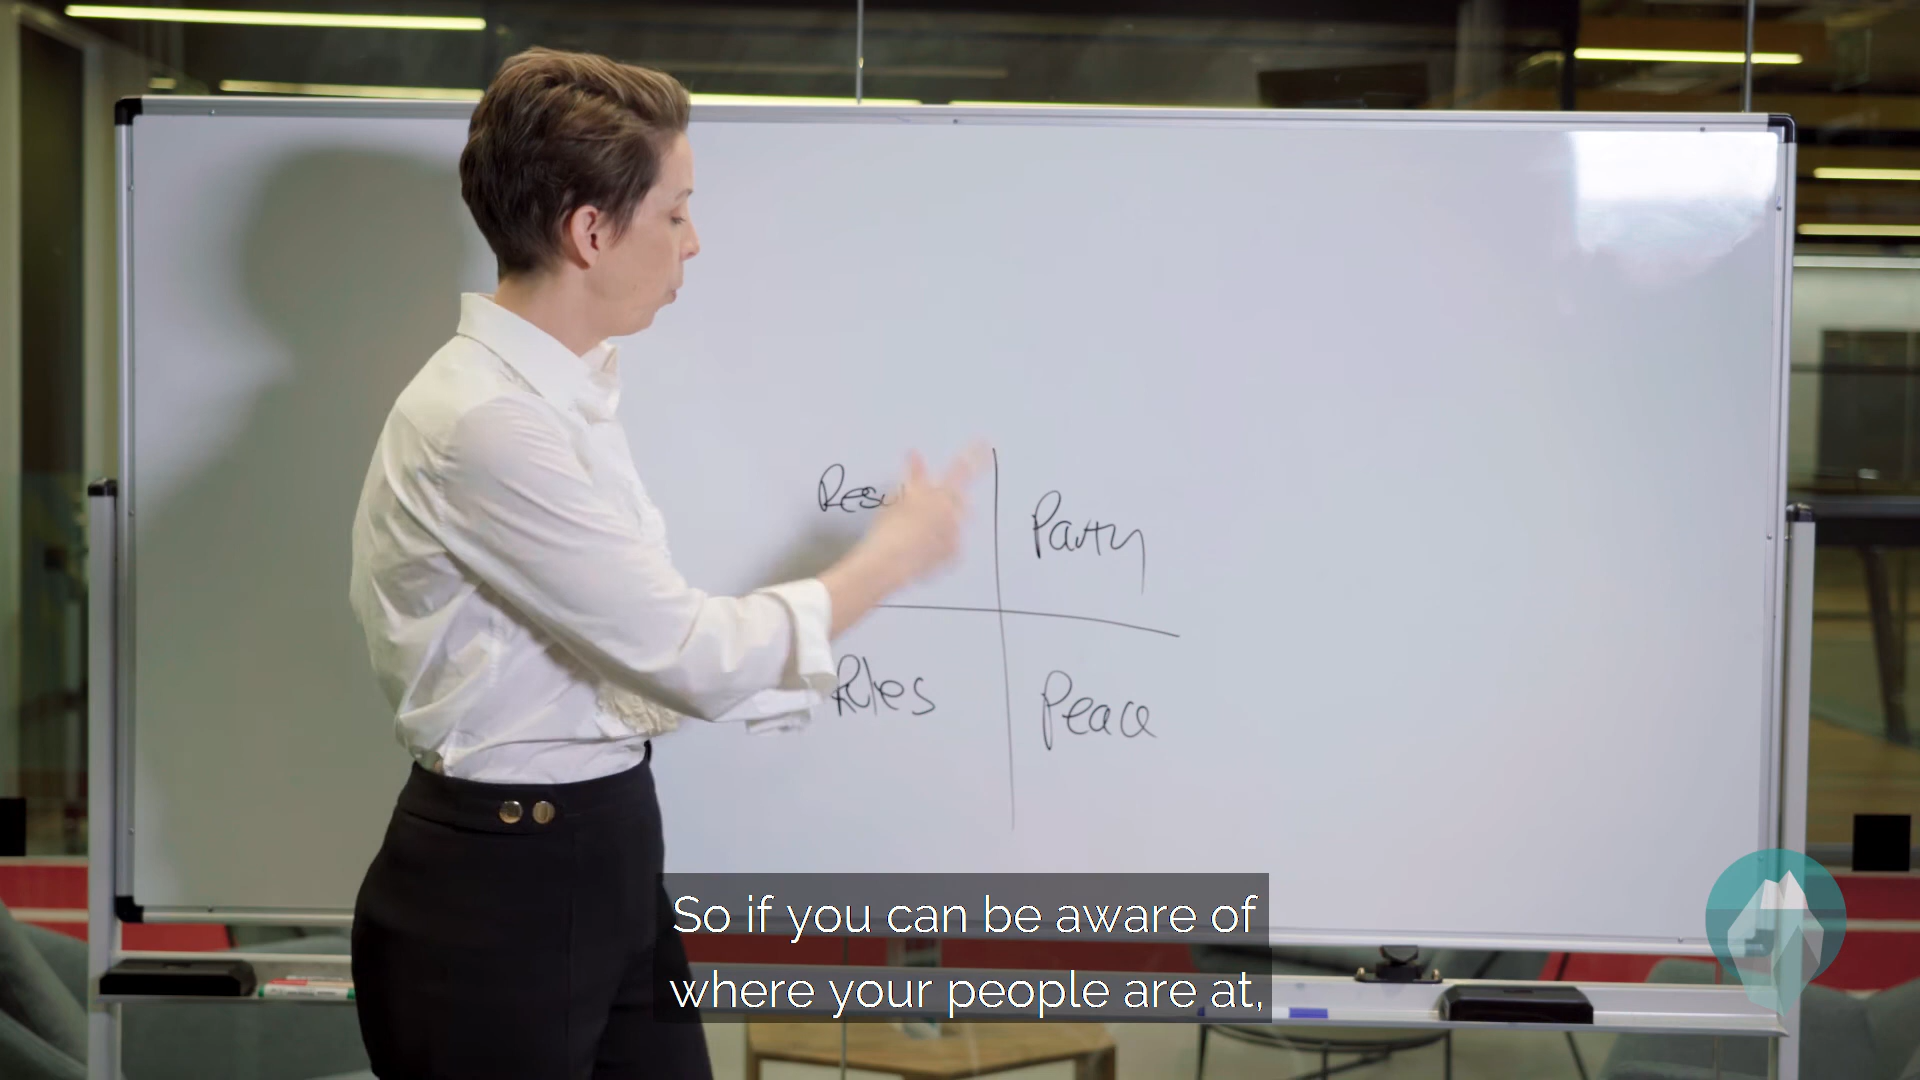 Party
Rules
Peace
So if you can be aware of
where your people are at,